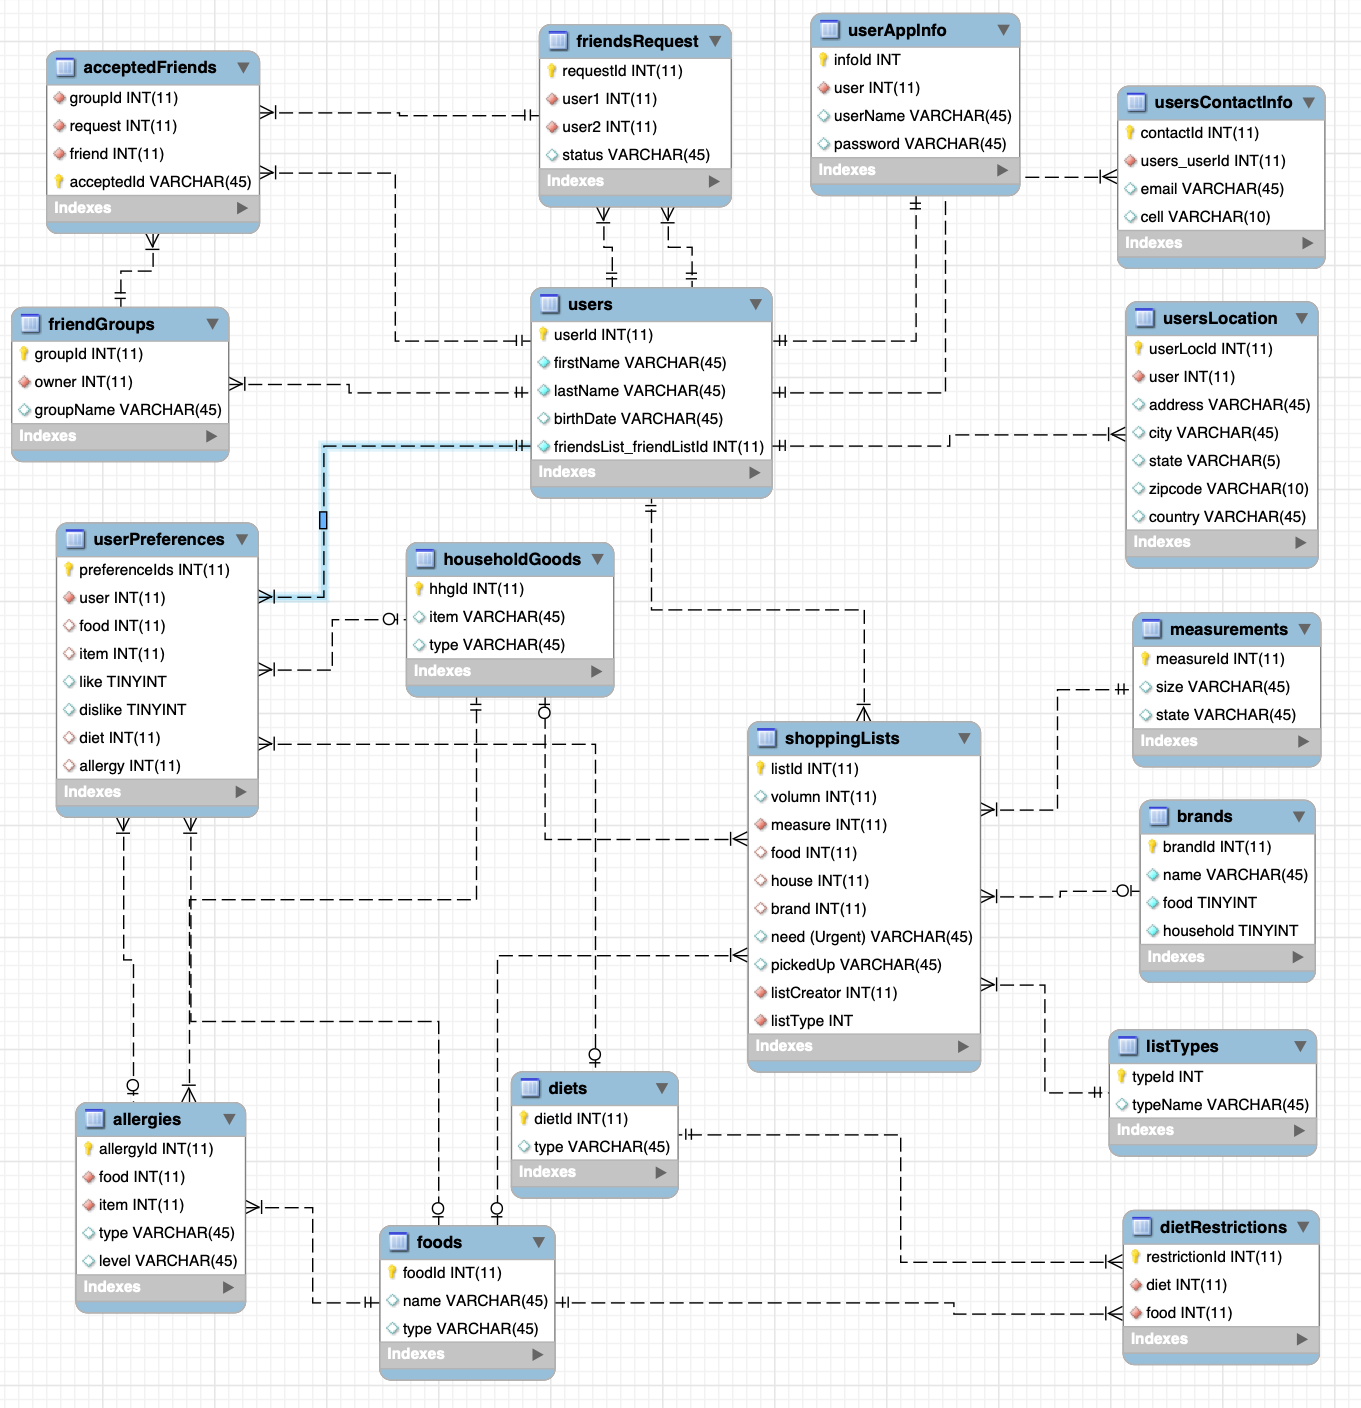 acceptedFriends
groupId INT(11)
request INT(11)
friend INT(11)
acceptedId VARCHAR(45)
Indexes
friendsRequest
requestId INT(11)
user1 INT(11)
user2 INT(11)
status VARCHAR(45)
Indexes
userAppInfo
infoId INT
user INT(11)
userName VARCHAR(45)
password VARCHAR(45)
Indexes
usersContactInfo
contactId INT(11)
users_userId INT(11)
email VARCHAR(45)
cell VARCHAR(10)
Indexes
friendGroups
groupId INT(11)
owner INT(11)
groupName VARCHAR(45)
Indexes
users
userId INT(11)
firstName VARCHAR(45)
lastName VARCHAR(45)
birthDate VARCHAR(45)
friendsList_friendListId INT(11)
Indexes
usersLocation
userLocId INT(11)
user INT(11)
address VARCHAR(45)
city VARCHAR(45)
state VARCHAR(5)
zipcode VARCHAR(10)
country VARCHAR(45)
Indexes
userPreferences
preferenceIds INT(11)
user INT(11)
food INT(11)
item INT(11)
like TINYINT
dislike TINYINT
diet INT(11)
allergy INT(11)
Indexes
householdGoods
hhgId INT(11)
item VARCHAR(45)
type VARCHAR(45)
Indexes
measurements
measureId INT(11)
size VARCHAR(45)
state VARCHAR(45)
Indexes
shoppingLists
listId INT(11)
volumn INT(11)
measure INT(11)
food INT(11)
house INT(11)
brand INT(11)
need (Urgent) VARCHAR(45)
pickedUp VARCHAR(45)
listCreator INT(11)
listType INT
Indexes
brands
brandId INT(11)
name VARCHAR(45)
food TINYINT
household TINYINT
Indexes
listTypes
typeId INT
typeName VARCHAR(45)
Indexes
diets
dietId INT(11)
type VARCHAR(45)
Indexes
allergies
allergyId INT(11)
food INT(11)
item INT(11)
type VARCHAR(45)
level VARCHAR(45)
Indexes
foods
foodId INT(11)
name VARCHAR(45)
type VARCHAR(45)
Indexes
dietRestrictions
restrictionId INT(11)
diet INT(11)
food INT(11)
Indexes